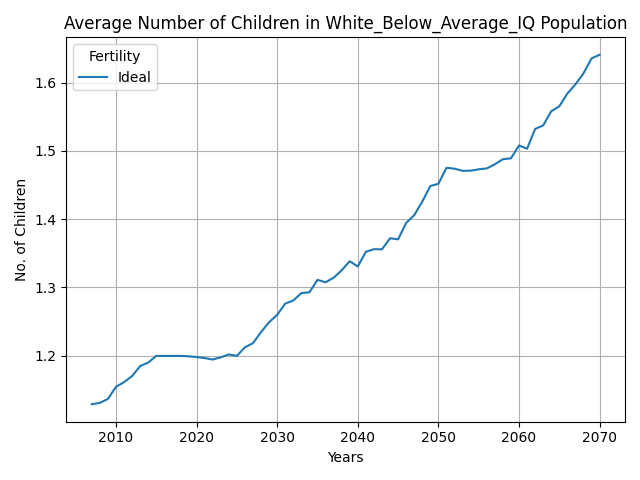 Average Number of Children in White_Below_Average_IQ Population
Fertility
Ideal
No. of Children
1.6
1.5
1.4
1.3
1.2
2010 2020 2030 2040 2050 2060 2070
Years